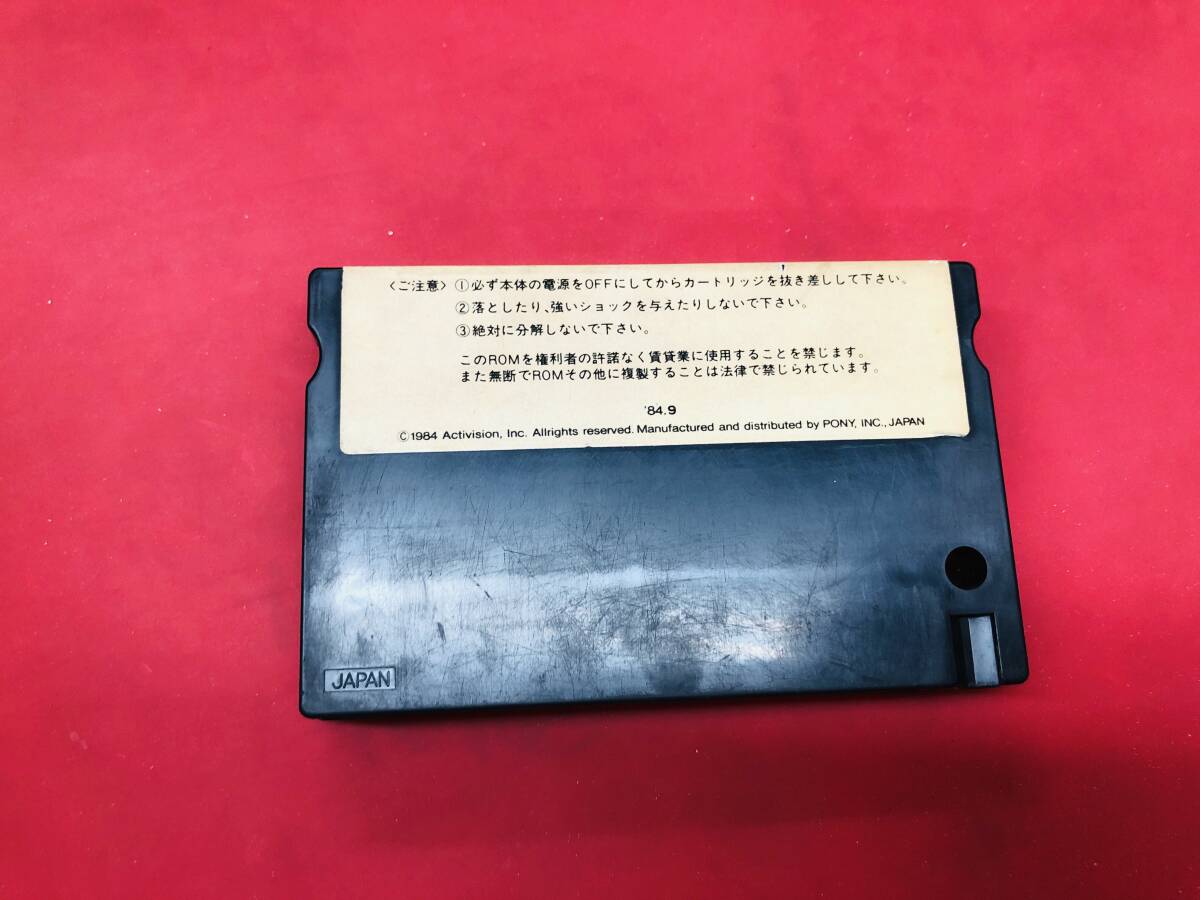 〈ご注意〉①必ず本体の電源をOFFにしてからカートリッジを抜き差しして下さい。
②落としたり、強いショックを与えたりしないで下さい。
③絶対に分解しないで下さい。
このROMを権利者の許諾なく賃貸業に使用することを禁じます。
また無断でROMその他に複製することは法律で禁じられています。
'84.9
©1984 Activision, Inc. Allrights reserved. Manufactured and distributed by PONY, INC., JAPAN
JAPAN